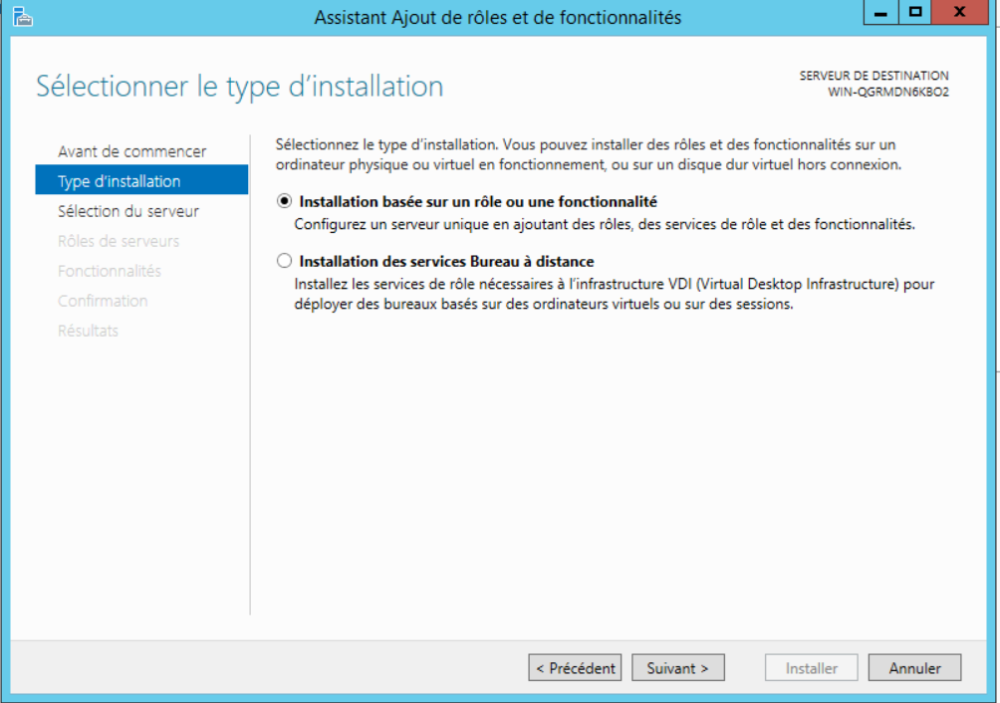 Assistant Ajout de rôles et de fonctionnalités
Sélectionner le type d'installation
SERVEUR DE DESTINATION
WIN-QGRMDN6KBO2
Avant de commencer
Type d'installation
Sélection du serveur
Rôles de serveurs
Fonctionnalités
Confirmation
Résultats
Sélectionnez le type d'installation. Vous pouvez installer des rôles et des fonctionnalités sur un
ordinateur physique ou virtuel en fonctionnement, ou sur un disque dur virtuel hors connexion.
Installation basée sur un rôle ou une fonctionnalité
Configurez un serveur unique en ajoutant des rôles, des services de rôle et des fonctionnalités.
Installation des services Bureau à distance
Installez les services de rôle nécessaires à l'infrastructure VDI (Virtual Desktop Infrastructure) pour
déployer des bureaux basés sur des ordinateurs virtuels ou sur des sessions.
< Précédent
Suivant >
Installer
Annuler